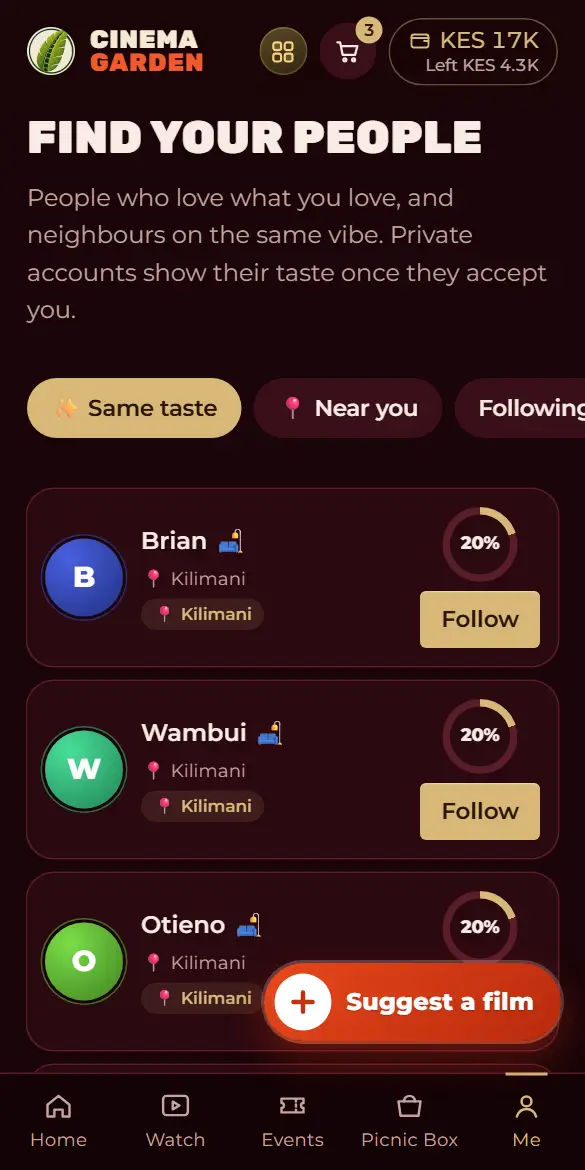 CINEMA
GARDEN
3
KES 17K
Left KES 4.3K
FIND YOUR PEOPLE
People who love what you love, and
neighbours on the same vibe. Private
accounts show their taste once they accept
you.
✨ Same taste
📍 Near you
Following
B
Brian 🛋️
📍 Kilimani
📍 Kilimani
20%
Follow
W
Wambui 🛋️
📍 Kilimani
📍 Kilimani
20%
Follow
O
Otieno 🛋️
📍 Kilimani
📍 Kilimani
20%
Suggest a film
Home
Watch
Events
Picnic Box
Me